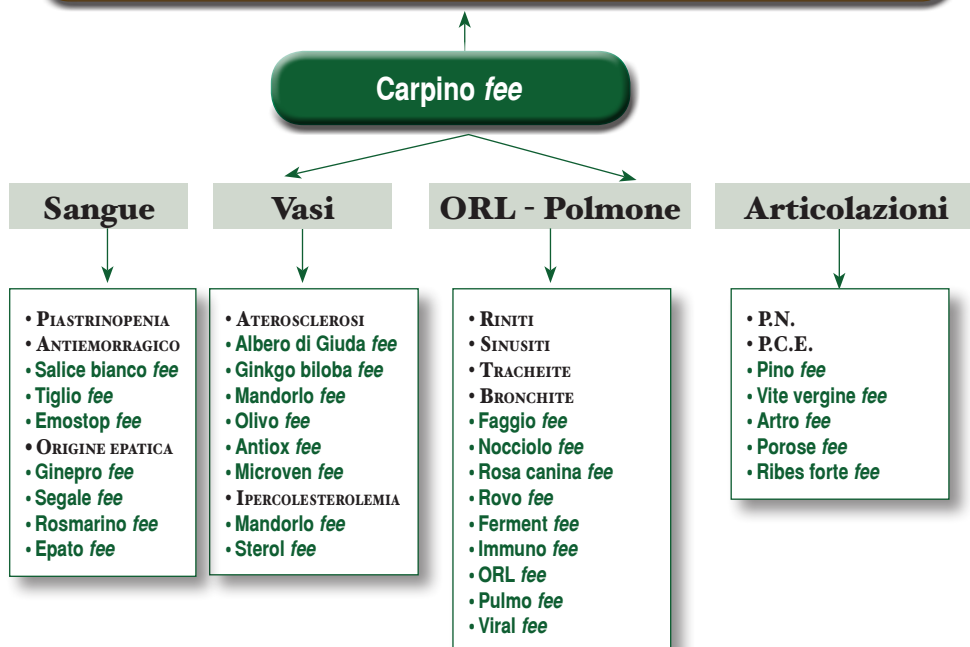 Carpino fee
Sangue
• Piastrinopenia
• Antiemorragico
• Salice bianco fee
• Tiglio fee
• Emostop fee
• Origine epatica
• Ginepro fee
• Segale fee
• Rosmarino fee
• Epato fee
Vasi
• Aterosclerosi
• Albero di Giuda fee
• Ginkgo biloba fee
• Mandorlo fee
• Olivo fee
• Antiox fee
• Microven fee
• Ipercolesterolemia
• Mandorlo fee
• Sterol fee
ORL - Polmone
• Riniti
• Sinusiti
• Tracheite
• Bronchite
• Faggio fee
• Nocciolo fee
• Rosa canina fee
• Rovo fee
• Ferment fee
• Immuno fee
• ORL fee
• Pulmo fee
• Viral fee
Articolazioni
• P.N.
• P.C.E.
• Pino fee
• Vite vergine fee
• Artro fee
• Porose fee
• Ribes forte fee